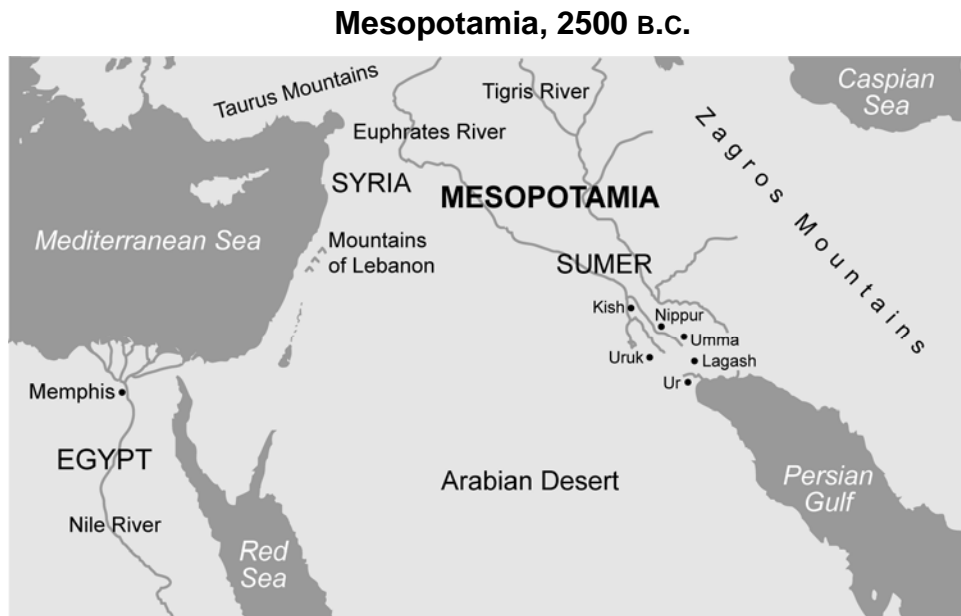 Mesopotamia, 2500 B.C.
Taurus Mountains
Tigris River
Caspian
Sea
Euphrates River
Zagros Mountains
SYRIA
MESOPOTAMIA
Mediterranean Sea
Mountains
of Lebanon
SUMER
Kish
Nippur
Umma
Uruk
Lagash
Ur
Memphis
EGYPT
Arabian Desert
Persian
Gulf
Nile River
Red
Sea